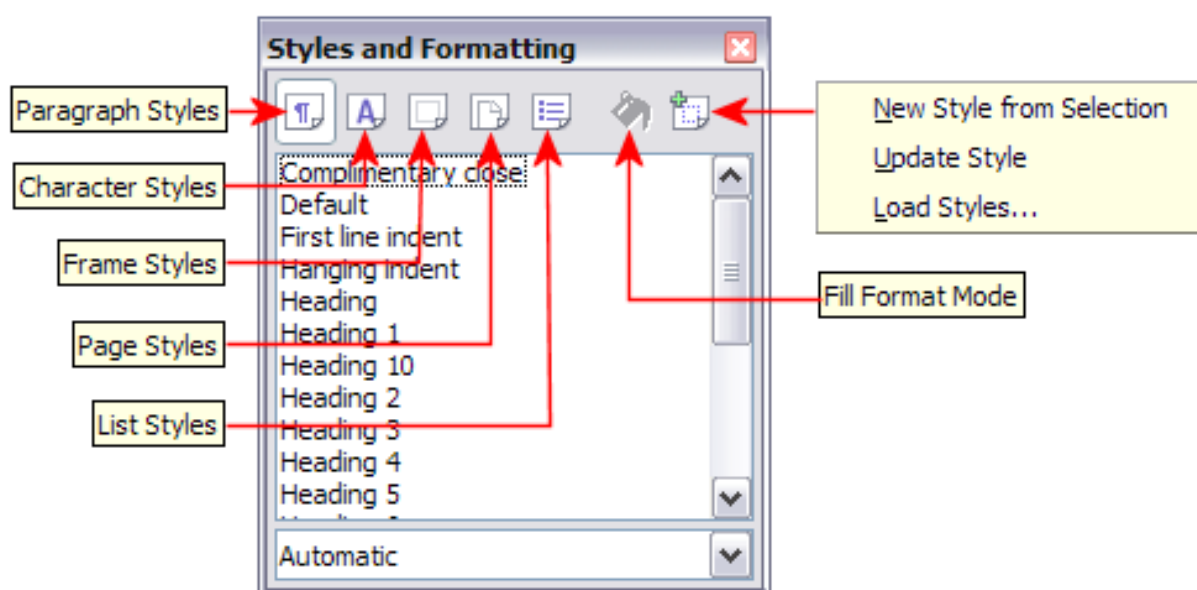 Styles and Formatting
Paragraph Styles
Character Styles
Frame Styles
Page Styles
List Styles
Complimentary close
Default
First line indent
Hanging indent
Heading
Heading 1
Heading 10
Heading 2
Heading 3
Heading 4
Heading 5
Automatic
New Style from Selection
Update Style
Load Styles...
Fill Format Mode